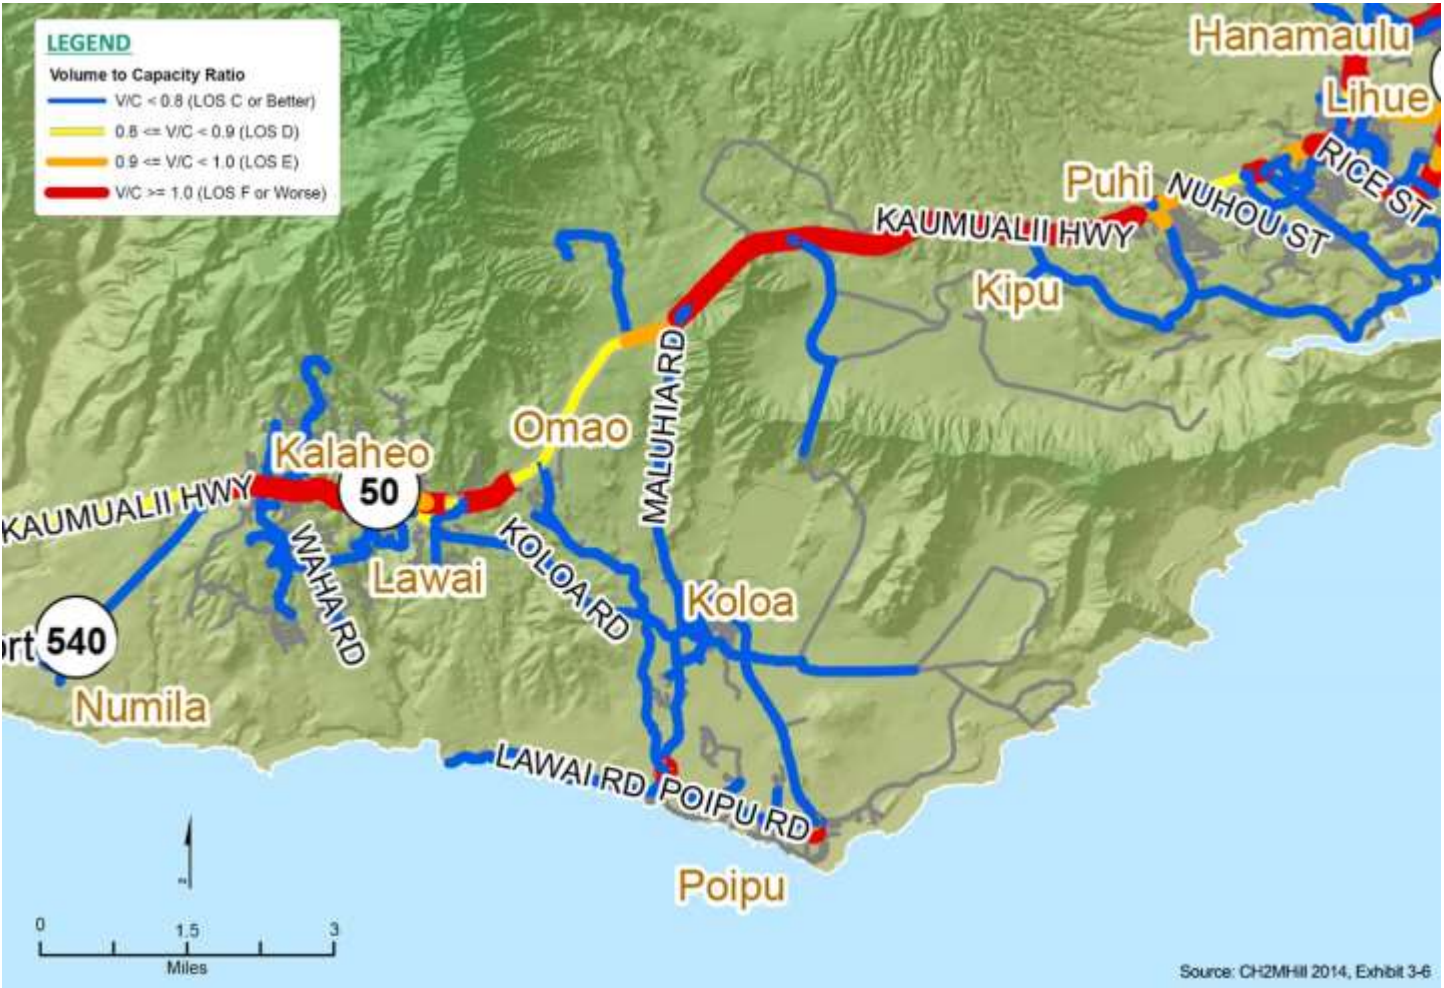 LEGEND
Volume to Capacity Ratio
V/C < 0.8 (LOS C or Better)
0.8 <= V/C < 0.9 (LOS D)
0.9 <= V/C < 1.0 (LOS E)
V/C >= 1.0 (LOS F or Worse)
Hanamaulu
Lihue
RICE ST
Puhi
NUHOU ST
KAUMUALII HWY
Kipu
MALUHIA RD
Omao
Kalaheo
50
KAUMUALII HWY
WAHA RD
Lawai
KOLOA RD
Koloa
ort
540
Numila
LAWAI RD
POIPU RD
Poipu
0
1.5
3
Miles
Source: CH2MHill 2014, Exhibit 3-6